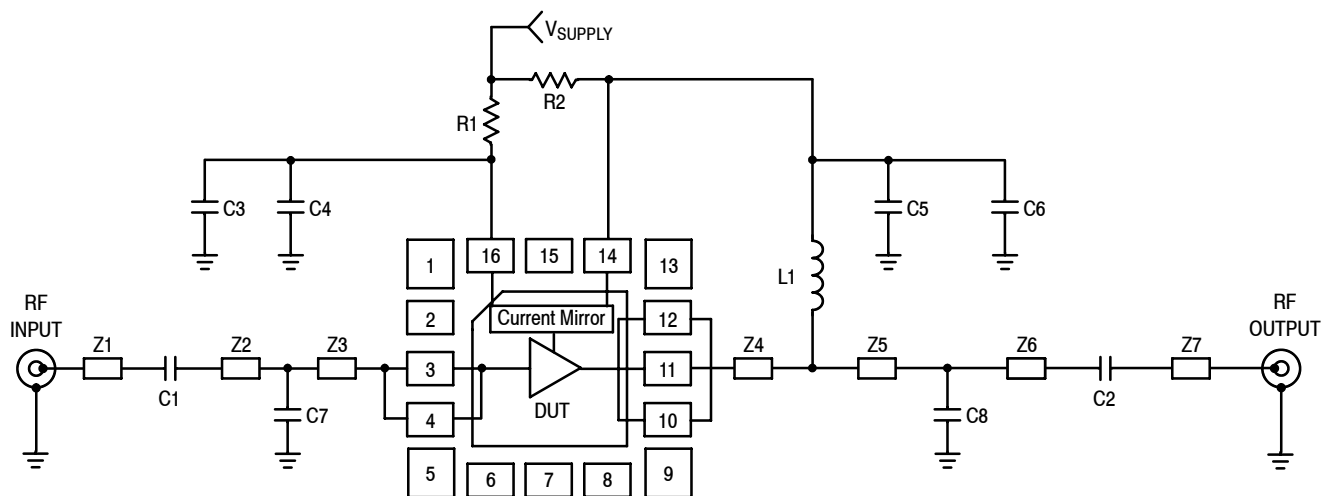 VSUPPLY
R2
R1
C3
C4
C5
C6
1
16
15
14
13
L1
RF
INPUT
RF
OUTPUT
2
Current Mirror
12
Z1
Z2
Z3
3
11
Z4
Z5
Z6
Z7
C1
C7
4
DUT
10
C8
C2
5
6
7
8
9